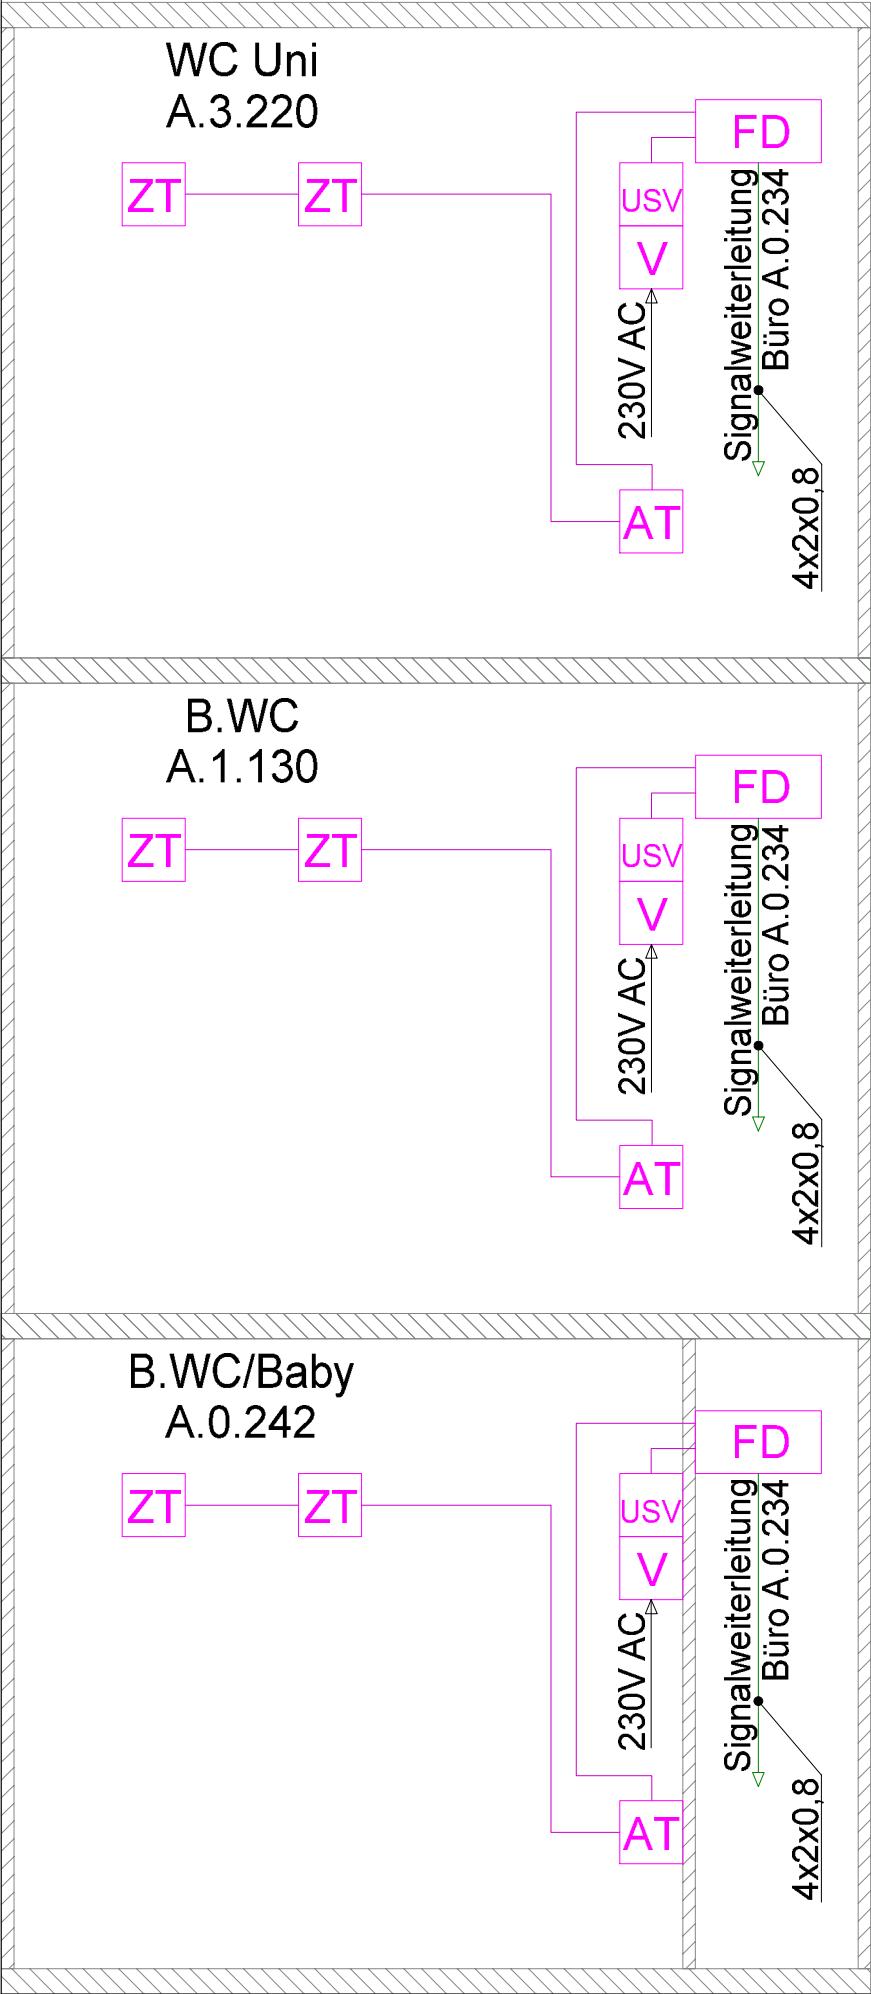 WC Uni
A.3.220
FD
ZT
ZT
USV
V
230V AC
Signalweiterleitung
Büro A.0.234
4x2x0,8
AT
B.WC
A.1.130
FD
ZT
ZT
USV
V
230V AC
Signalweiterleitung
Büro A.0.234
4x2x0,8
AT
B.WC/Baby
A.0.242
FD
ZT
ZT
USV
V
230V AC
Signalweiterleitung
Büro A.0.234
4x2x0,8
AT